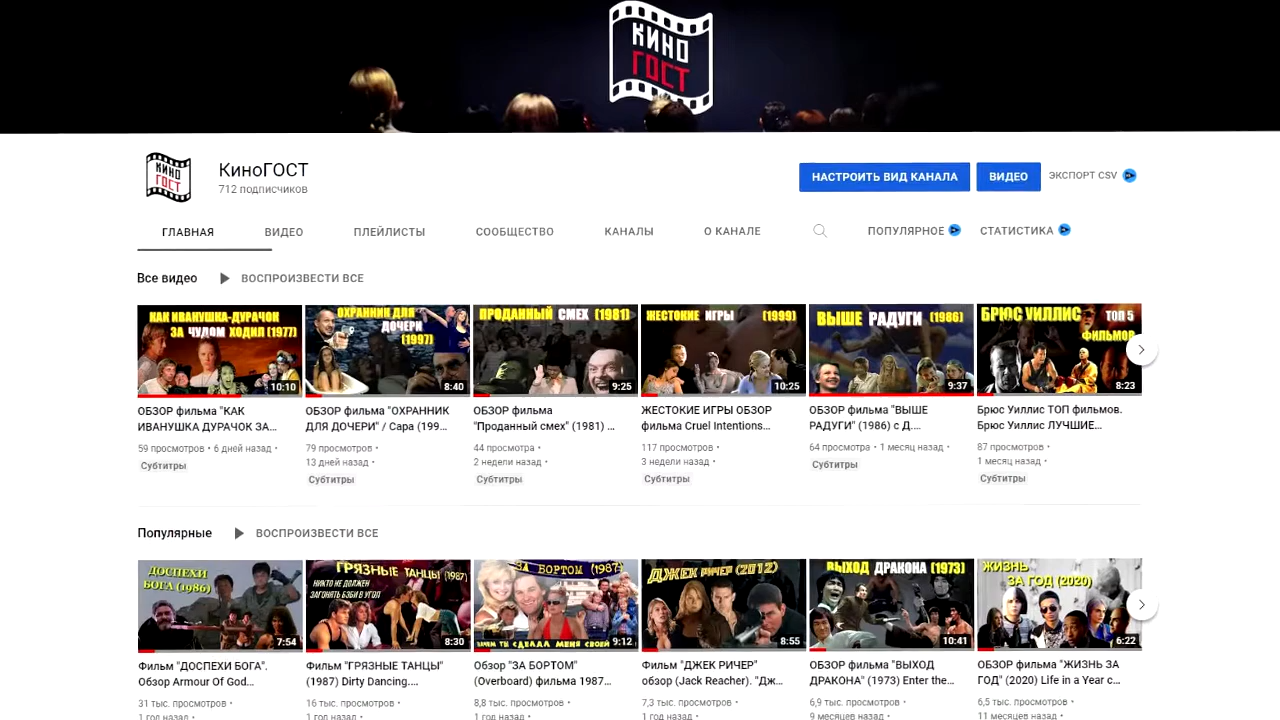 КИНО
ГОСТ
КИНО
ГОСТ
КиноГОСТ
712 подписчиков
НАСТРОИТЬ ВИД КАНАЛА
ВИДЕО
ЭКСПОРТ CSV
ГЛАВНАЯ
ВИДЕО
ПЛЕЙЛИСТЫ
СООБЩЕСТВО
КАНАЛЫ
О КАНАЛЕ
ПОПУЛЯРНОЕ
СТАТИСТИКА
Все видео
ВОСПРОИЗВЕСТИ ВСЕ
КАК ИВАНУШКА-ДУРАЧОК
ЗА ЧУДОМ ХОДИЛ (1977)
10:10
ОБЗОР фильма "КАК
ИВАНУШКА ДУРАЧОК ЗА...
59 просмотров • 6 дней назад •
Субтитры
ОХРАННИК ДЛЯ
ДОЧЕРИ
(1997)
8:40
ОБЗОР фильма "ОХРАННИК
ДЛЯ ДОЧЕРИ" / Сара (199...
79 просмотров •
13 дней назад •
Субтитры
ПРОДАННЫЙ СМЕХ (1981)
9:25
ОБЗОР фильма
"Проданный смех" (1981) ...
44 просмотра •
2 недели назад •
Субтитры
ЖЕСТОКИЕ ИГРЫ (1999)
10:25
ЖЕСТОКИЕ ИГРЫ ОБЗОР
фильма Cruel Intentions...
117 просмотров •
3 недели назад •
Субтитры
ВЫШЕ РАДУГИ (1986)
9:37
ОБЗОР фильма "ВЫШЕ
РАДУГИ" (1986) с Д....
64 просмотра • 1 месяц назад •
Субтитры
БРЮС УИЛЛИС ТОП 5
ФИЛЬМОВ
8:23
Брюс Уиллис ТОП фильмов.
Брюс Уиллис ЛУЧШИЕ...
87 просмотров •
1 месяц назад •
Субтитры
Популярные
ВОСПРОИЗВЕСТИ ВСЕ
ДОСПЕХИ
БОГА (1986)
7:54
Фильм "ДОСПЕХИ БОГА".
Обзор Armour Of God...
31 тыс. просмотров •
1 год назад •
ГРЯЗНЫЕ ТАНЦЫ (1987)
НИКТО НЕ ДОЛЖЕН
ЗАГОНЯТЬ БЭБИ В УГОЛ
8:30
Фильм "ГРЯЗНЫЕ ТАНЦЫ"
(1987) Dirty Dancing....
16 тыс. просмотров •
1 год назад •
ЗА БОРТОМ (1987)
ЗАЧЕМ ТЫ СДЕЛАЛ МЕНЯ СВОЕЙ
9:12
Обзор "ЗА БОРТОМ"
(Overboard) фильма 1987...
8,8 тыс. просмотров •
1 год назад •
ДЖЕК РИЧЕР (2012)
8:55
Фильм "ДЖЕК РИЧЕР"
обзор (Jack Reacher). "Дж...
7,3 тыс. просмотров •
1 год назад •
ВЫХОД ДРАКОНА (1973)
10:41
ОБЗОР фильма "ВЫХОД
ДРАКОНА" (1973) Enter the...
6,9 тыс. просмотров •
9 месяцев назад •
ЖИЗНЬ
ЗА ГОД (2020)
6:22
ОБЗОР фильма "ЖИЗНЬ ЗА
ГОД" (2020) Life in a Year с...
6,5 тыс. просмотров •
11 месяцев назад •